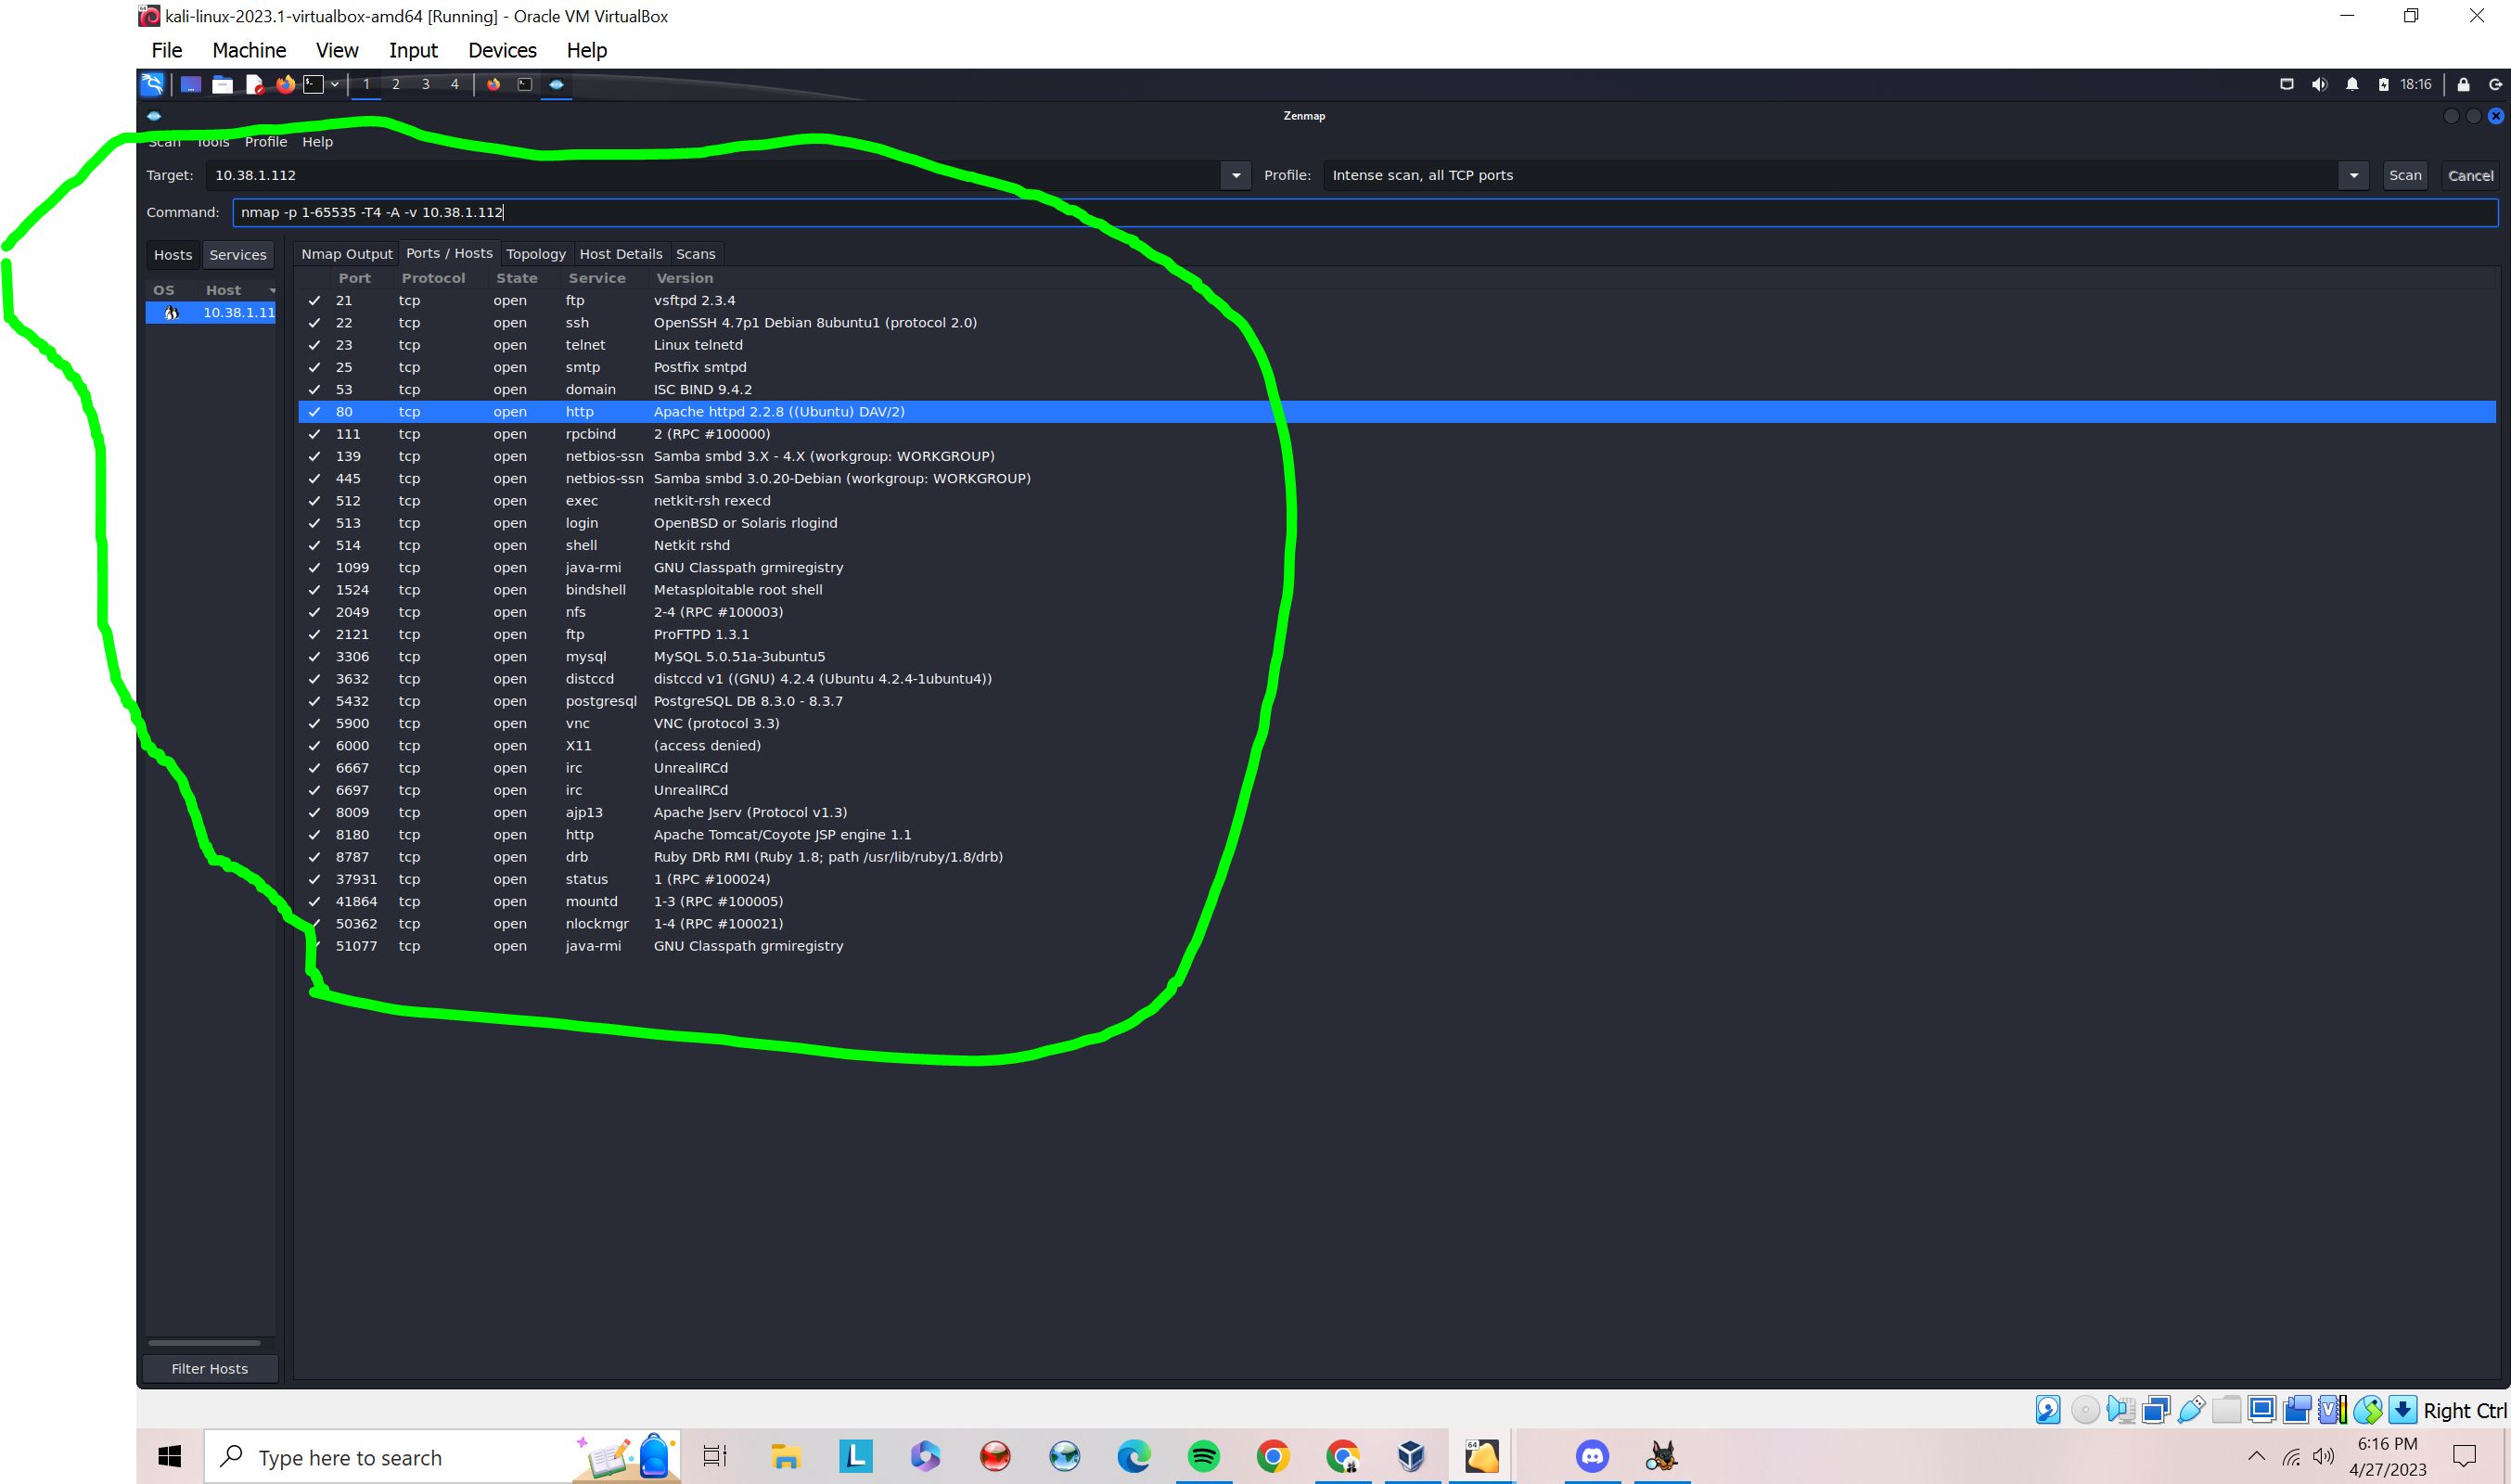 kali-linux-2023.1-virtualbox-amd64 [Running] - Oracle VM VirtualBox
File Machine View Input Devices Help
1 2 3 4 18:16
Zenmap
Scan Tools Profile Help
Target: 10.38.1.112 Profile: Intense scan, all TCP ports Scan Cancel
Command: nmap -p 1-65535 -T4 -A -v 10.38.1.112
Hosts Services Nmap Output Ports / Hosts Topology Host Details Scans
Port Protocol State Service Version
OS Host
10.38.1.11
21 tcp open ftp vsftpd 2.3.4
22 tcp open ssh OpenSSH 4.7p1 Debian 8ubuntu1 (protocol 2.0)
23 tcp open telnet Linux telnetd
25 tcp open smtp Postfix smtpd
53 tcp open domain ISC BIND 9.4.2
80 tcp open http Apache httpd 2.2.8 ((Ubuntu) DAV/2)
111 tcp open rpcbind 2 (RPC #100000)
139 tcp open netbios-ssn Samba smbd 3.X - 4.X (workgroup: WORKGROUP)
445 tcp open netbios-ssn Samba smbd 3.0.20-Debian (workgroup: WORKGROUP)
512 tcp open exec netkit-rsh rexecd
513 tcp open login OpenBSD or Solaris rlogind
514 tcp open shell Netkit rshd
1099 tcp open java-rmi GNU Classpath grmiregistry
1524 tcp open bindshell Metasploitable root shell
2049 tcp open nfs 2-4 (RPC #100003)
2121 tcp open ftp ProFTPD 1.3.1
3306 tcp open mysql MySQL 5.0.51a-3ubuntu5
3632 tcp open distccd distccd v1 ((GNU) 4.2.4 (Ubuntu 4.2.4-1ubuntu4))
5432 tcp open postgresql PostgreSQL DB 8.3.0 - 8.3.7
5900 tcp open vnc VNC (protocol 3.3)
6000 tcp open X11 (access denied)
6667 tcp open irc UnrealIRCd
6697 tcp open irc UnrealIRCd
8009 tcp open ajp13 Apache Jserv (Protocol v1.3)
8180 tcp open http Apache Tomcat/Coyote JSP engine 1.1
8787 tcp open drb Ruby DRb RMI (Ruby 1.8; path /usr/lib/ruby/1.8/drb)
37931 tcp open status 1 (RPC #100024)
41864 tcp open mountd 1-3 (RPC #100005)
50362 tcp open nlockmgr 1-4 (RPC #100021)
51077 tcp open java-rmi GNU Classpath grmiregistry
Filter Hosts
Right Ctrl
Type here to search
L
64
6:16 PM
4/27/2023